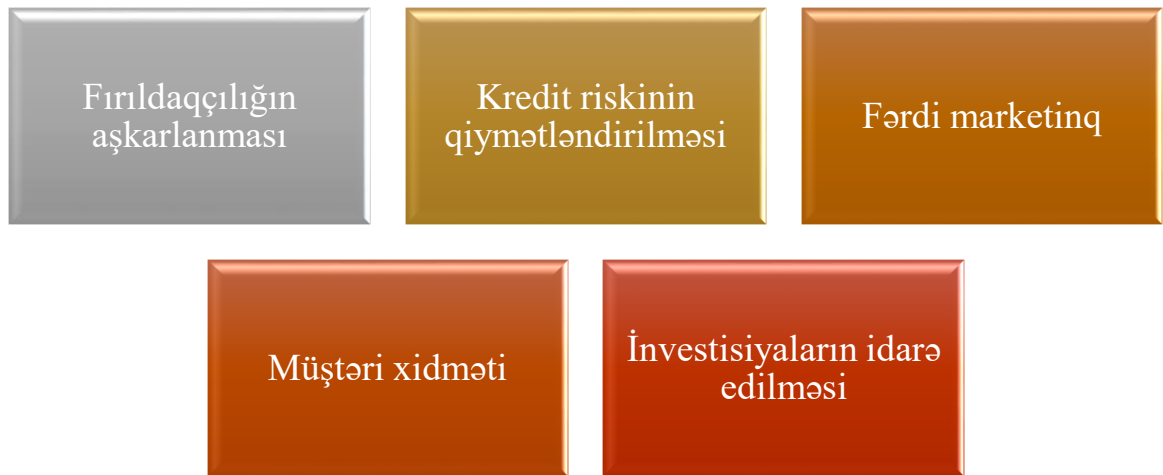 Fırıldaqçılığın
aşkarlanması
Kredit riskinin
qiymətləndirilməsi
Fərdi marketinq
Müştəri xidməti
İnvestisiyaların idarə
edilməsi